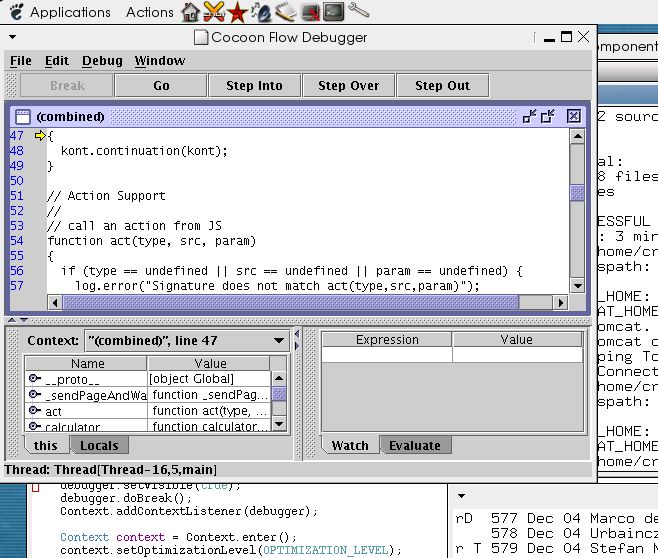 Applications Actions
Cocoon Flow Debugger
File Edit Debug Window
Break Go Step Into Step Over Step Out
(combined)
47 {
48 kont.continuation(kont);
49 }
50
51 // Action Support
52 //
53 // call an action from JS
54 function act(type, src, param)
55 {
56 if (type == undefined || src == undefined || param == undefined) {
57 log.error("Signature does not match act(type,src,param)");
Context: "(combined)", line 47
Name Value
__proto__ [object Global]
_sendPageAndWa function _sendPag...
act function act(type, ...
calculator function calculator...
this Locals
Expression Value
Watch Evaluate
Thread: Thread[Thread-16,5,main]
debugger.setVisible(true);
debugger.doBreak();
Context.addContextListener(debugger);
Context context = Context.enter();
context.setOptimizationLevel(OPTIMIZATION_LEVEL);
omponent
2 sourc
al:
8 files
es
ESSFUL
: 3 min
home/cr
spath:
_HOME:
AT_HOME
omcat.
omcat c
ping To
Connect
home/cr
spath:
_HOME:
AT_HOME
home/cr
rD 577 Dec 04 Marco de
578 Dec 04 Urbaincz
r T 579 Dec 04 Stefan